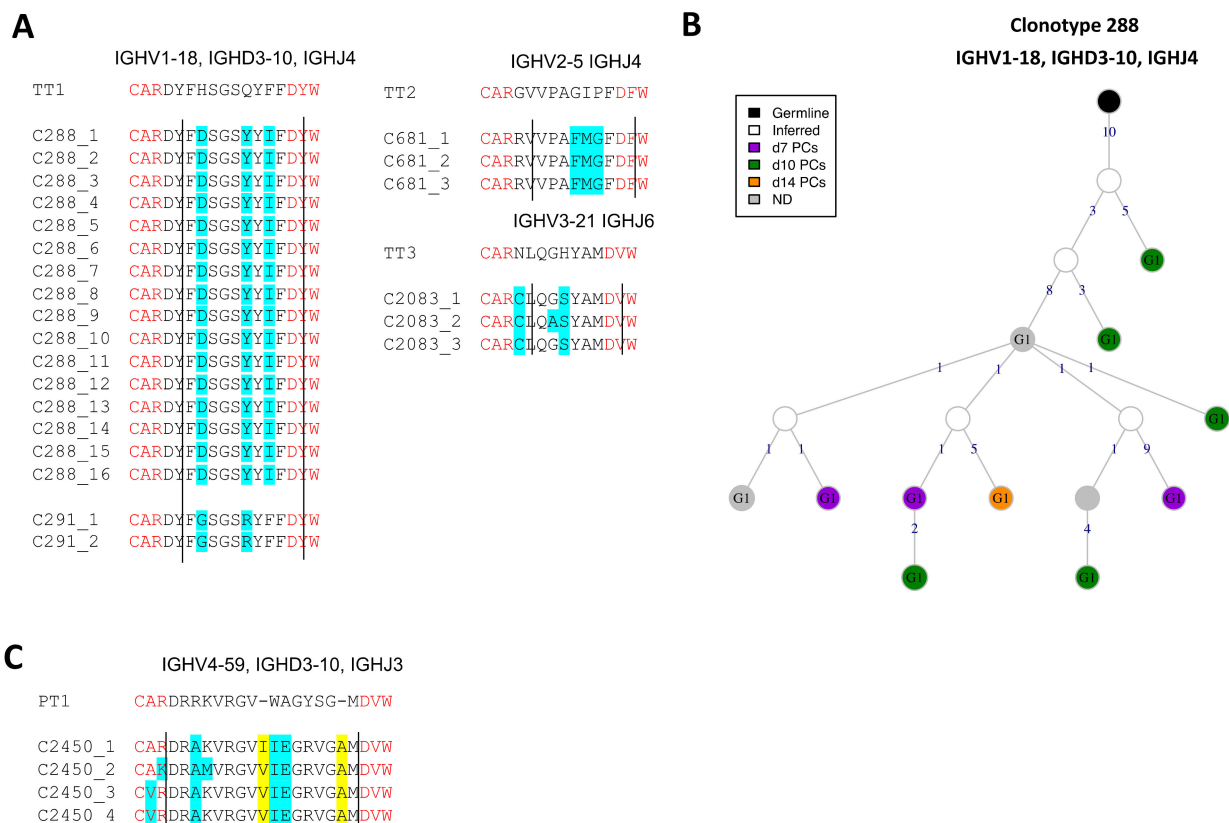 A
IGHV1-18, IGHD3-10, IGHJ4
TT1 CARDYFHSGSQYFFDYW
C288_1 CARDYFDSGSYYIFDYW
C288_2 CARDYFDSGSYYIFDYW
C288_3 CARDYFDSGSYYIFDYW
C288_4 CARDYFDSGSYYIFDYW
C288_5 CARDYFDSGSYYIFDYW
C288_6 CARDYFDSGSYYIFDYW
C288_7 CARDYFDSGSYYIFDYW
C288_8 CARDYFDSGSYYIFDYW
C288_9 CARDYFDSGSYYIFDYW
C288_10 CARDYFDSGSYYIFDYW
C288_11 CARDYFDSGSYYIFDYW
C288_12 CARDYFDSGSYYIFDYW
C288_13 CARDYFDSGSYYIFDYW
C288_14 CARDYFDSGSYYIFDYW
C288_15 CARDYFDSGSYYIFDYW
C288_16 CARDYFDSGSYYIFDYW
C291_1 CARDYFGSGSRYFFDYW
C291_2 CARDYFGSGSRYFFDYW
IGHV2-5 IGHJ4
TT2 CARGVVPAGIPFDFW
C681_1 CARRVVPAFMGFDFW
C681_2 CARRVVPAFMGFDFW
C681_3 CARRVVPAFMGFDFW
IGHV3-21 IGHJ6
TT3 CARNLQGHYAMDVW
C2083_1 CARCLQGSYAMDVW
C2083_2 CARCLQASYAMDVW
C2083_3 CARCLQGSYAMDVW
B
Clonotype 288
IGHV1-18, IGHD3-10, IGHJ4
Germline
Inferred
d7 PCs
d10 PCs
d14 PCs
ND
10
3 5
G1
8 3
G1 G1
1 1 1 1
G1
1 1 1 5 1 9
G1 G1 G1 G1 G1
2 4
G1 G1
C
IGHV4-59, IGHD3-10, IGHJ3
PT1 CARDRRKVRGV-WAGYSG-MDVW
C2450_1 CARDRAKVRGVIIEGRVGAMDVW
C2450_2 CAKDRAMVRGVVIEGRVGAMDVW
C2450_3 CVRDRAKVRGVVIEGRVGAMDVW
C2450_4 CVRDRAKVRGVVIEGRVGAMDVW